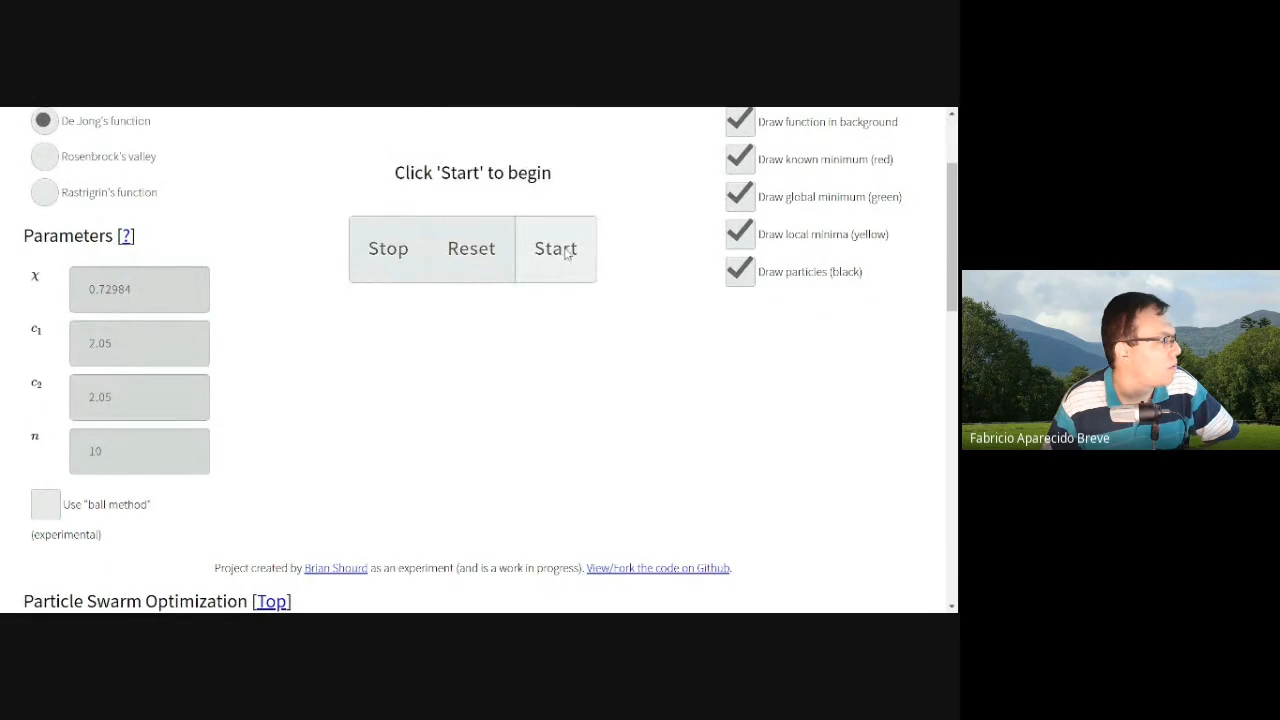 De Jong's function
Rosenbrock's valley
Rastrigrin's function
Parameters [?]
χ
0.72984
c1
2.05
c2
2.05
n
10
Use "ball method"
(experimental)
Click 'Start' to begin
Stop Reset Start
Draw function in background
Draw known minimum (red)
Draw global minimum (green)
Draw local minima (yellow)
Draw particles (black)
Project created by Brian Shourd as an experiment (and is a work in progress). View/Fork the code on Github.
Particle Swarm Optimization [Top]
Fabricio Aparecido Breve